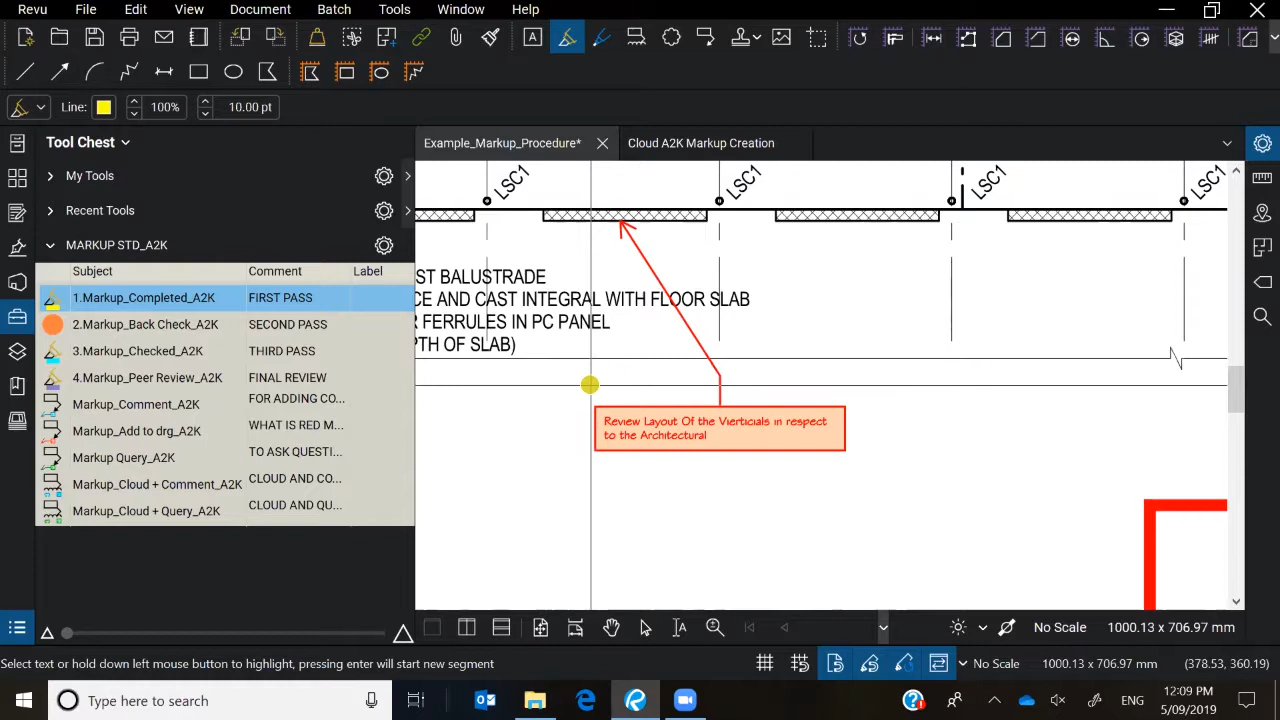 Revu File Edit View Document Batch Tools Window Help
Line: 100% 10.00 pt
Tool Chest
My Tools
Recent Tools
MARKUP STD_A2K
Subject Comment Label
1.Markup_Completed_A2K FIRST PASS
2.Markup_Back Check_A2K SECOND PASS
3.Markup_Checked_A2K THIRD PASS
4.Markup_Peer Review_A2K FINAL REVIEW
Markup_Comment_A2K FOR ADDING CO...
Markup_Add to drg_A2K WHAT IS RED M...
Markup Query_A2K TO ASK QUESTI...
Markup_Cloud + Comment_A2K CLOUD AND CO...
Markup_Cloud + Query_A2K CLOUD AND QU...
Example_Markup_Procedure* Cloud A2K Markup Creation
LSC1 LSC1 LSC1 LSC1
ST BALUSTRADE
CE AND CAST INTEGRAL WITH FLOOR SLAB
R FERRULES IN PC PANEL
PTH OF SLAB)
Review Layout Of the Vierticials in respect
to the Architectural
No Scale 1000.13 x 706.97 mm
Select text or hold down left mouse button to highlight, pressing enter will start new segment
No Scale 1000.13 x 706.97 mm (378.53, 360.19)
Type here to search
ENG
12:09 PM
5/09/2019